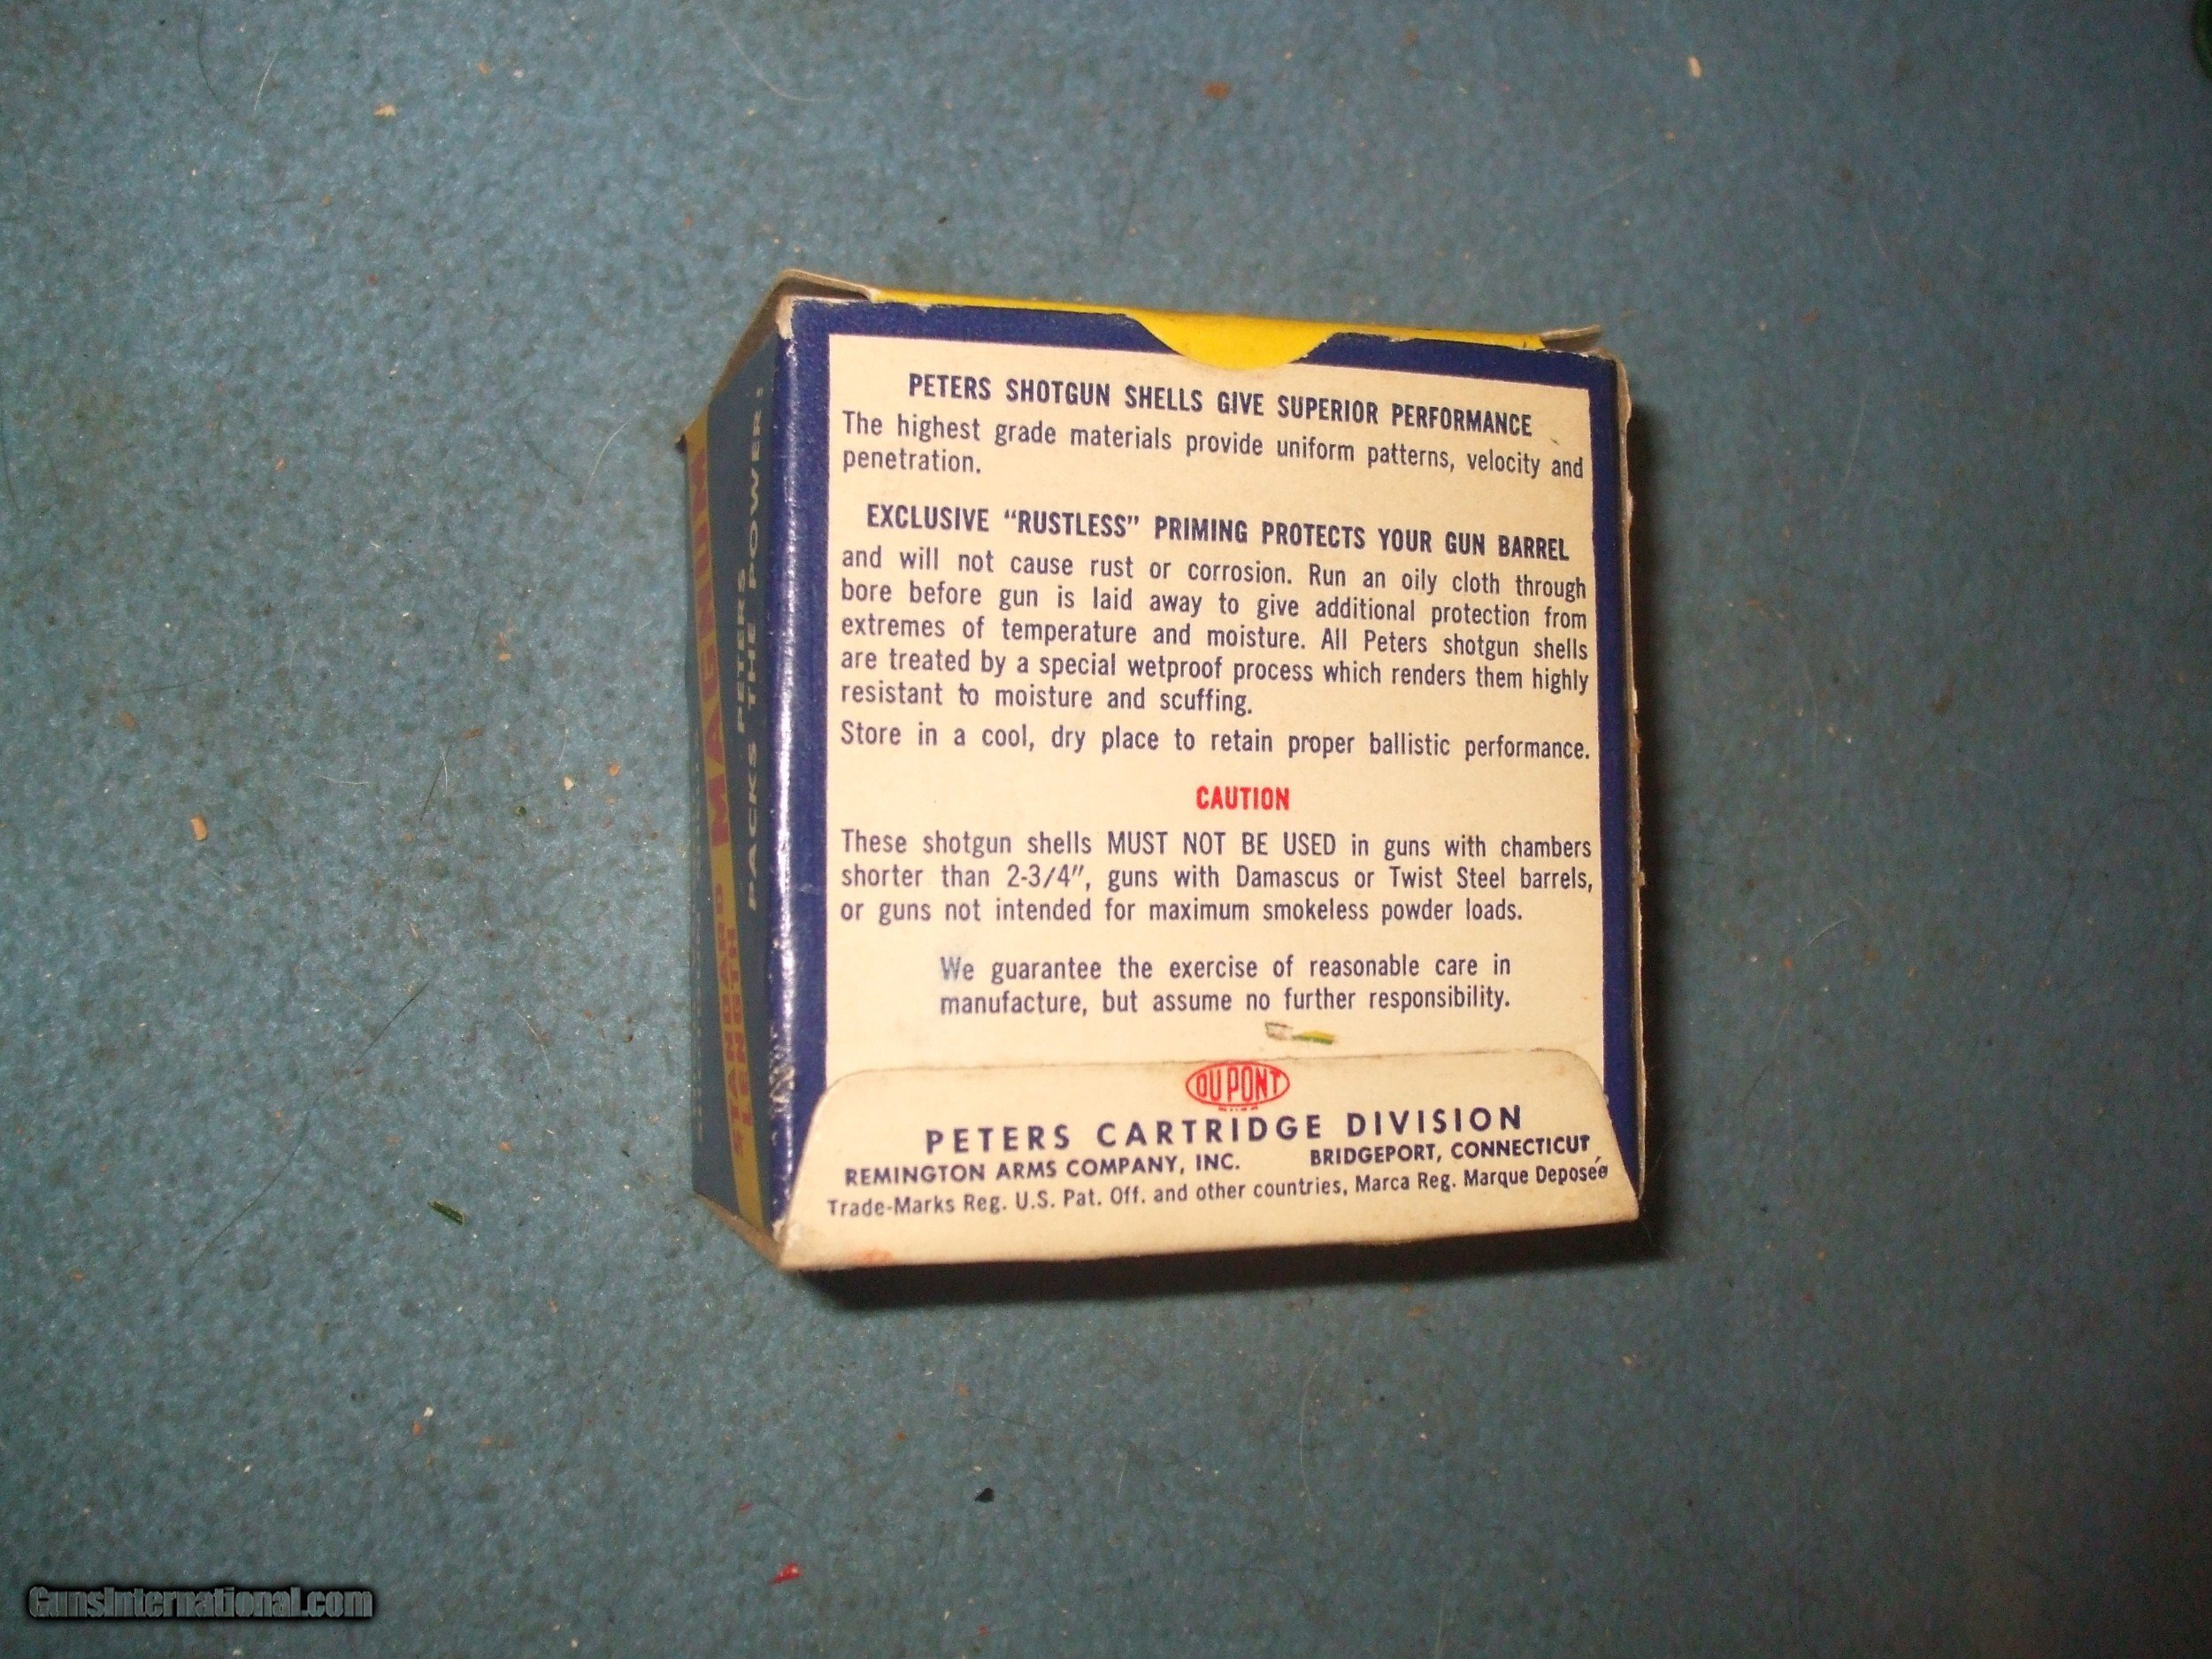 PETERS SHOTGUN SHELLS GIVE SUPERIOR PERFORMANCE
The highest grade materials provide uniform patterns, velocity and
penetration.
EXCLUSIVE “RUSTLESS” PRIMING PROTECTS YOUR GUN BARREL
and will not cause rust or corrosion. Run an oily cloth through
bore before gun is laid away to give additional protection from
extremes of temperature and moisture. All Peters shotgun shells
are treated by a special wetproof process which renders them highly
resistant to moisture and scuffing.
Store in a cool, dry place to retain proper ballistic performance.
CAUTION
These shotgun shells MUST NOT BE USED in guns with chambers
shorter than 2-3/4", guns with Damascus or Twist Steel barrels,
or guns not intended for maximum smokeless powder loads.
We guarantee the exercise of reasonable care in
manufacture, but assume no further responsibility.
DU PONT
PETERS CARTRIDGE DIVISION
REMINGTON ARMS COMPANY, INC. BRIDGEPORT, CONNECTICUT
Trade-Marks Reg. U.S. Pat. Off. and other countries, Marca Reg. Marque Deposée
STANDARD MAGNUM
LENGTH
PETERS
PACKS THE POWER!
GunsInternational.com